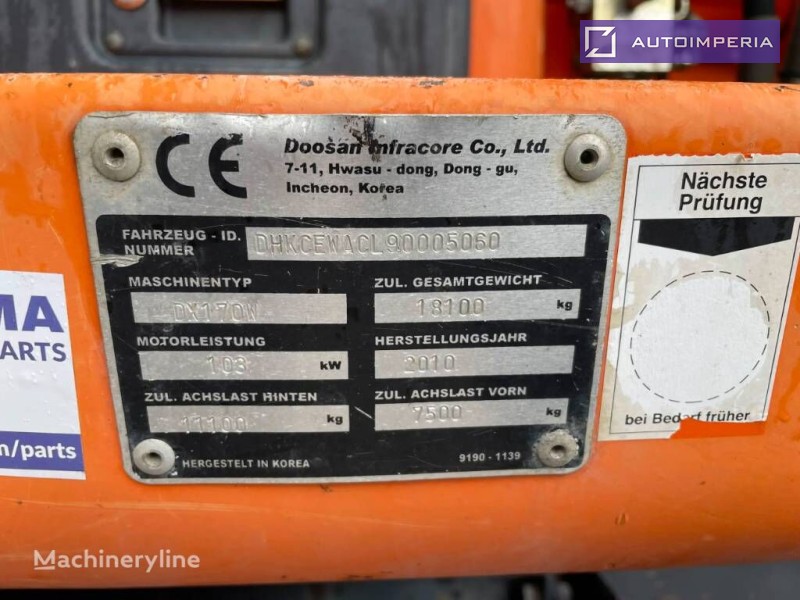 AUTOIMPERIA
CE
Doosan Infracore Co., Ltd.
7-11, Hwasu - dong, Dong - gu,
Incheon, Korea
FAHRZEUG - ID.
NUMMER
DHKCEWACL90005060
MASCHINENTYP
DX170W
ZUL. GESAMTGEWICHT
18100 kg
MOTORLEISTUNG
103 kW
HERSTELLUNGSJAHR
2010
ZUL. ACHSLAST HINTEN
11100 kg
ZUL. ACHSLAST VORN
7500 kg
HERGESTELT IN KOREA
9190 - 1139
Nächste
Prüfung
bei Bedarf früher
MA
PARTS
m/parts
Machineryline